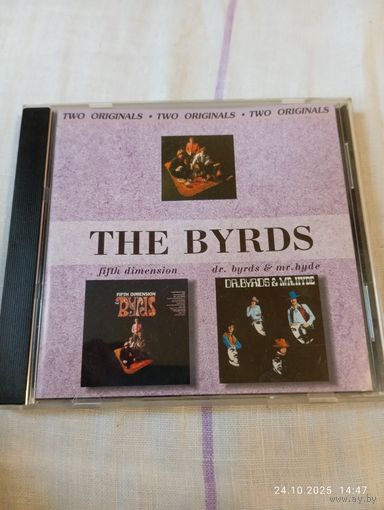 TWO ORIGINALS • TWO ORIGINALS • TWO ORIGINALS
THE BYRDS
fifth dimension
dr. byrds & mr.hyde
FIFTH DIMENSION
Byrds
DR. BYRDS & MR. HYDE
24.10.2025 14:47
www.ay.by